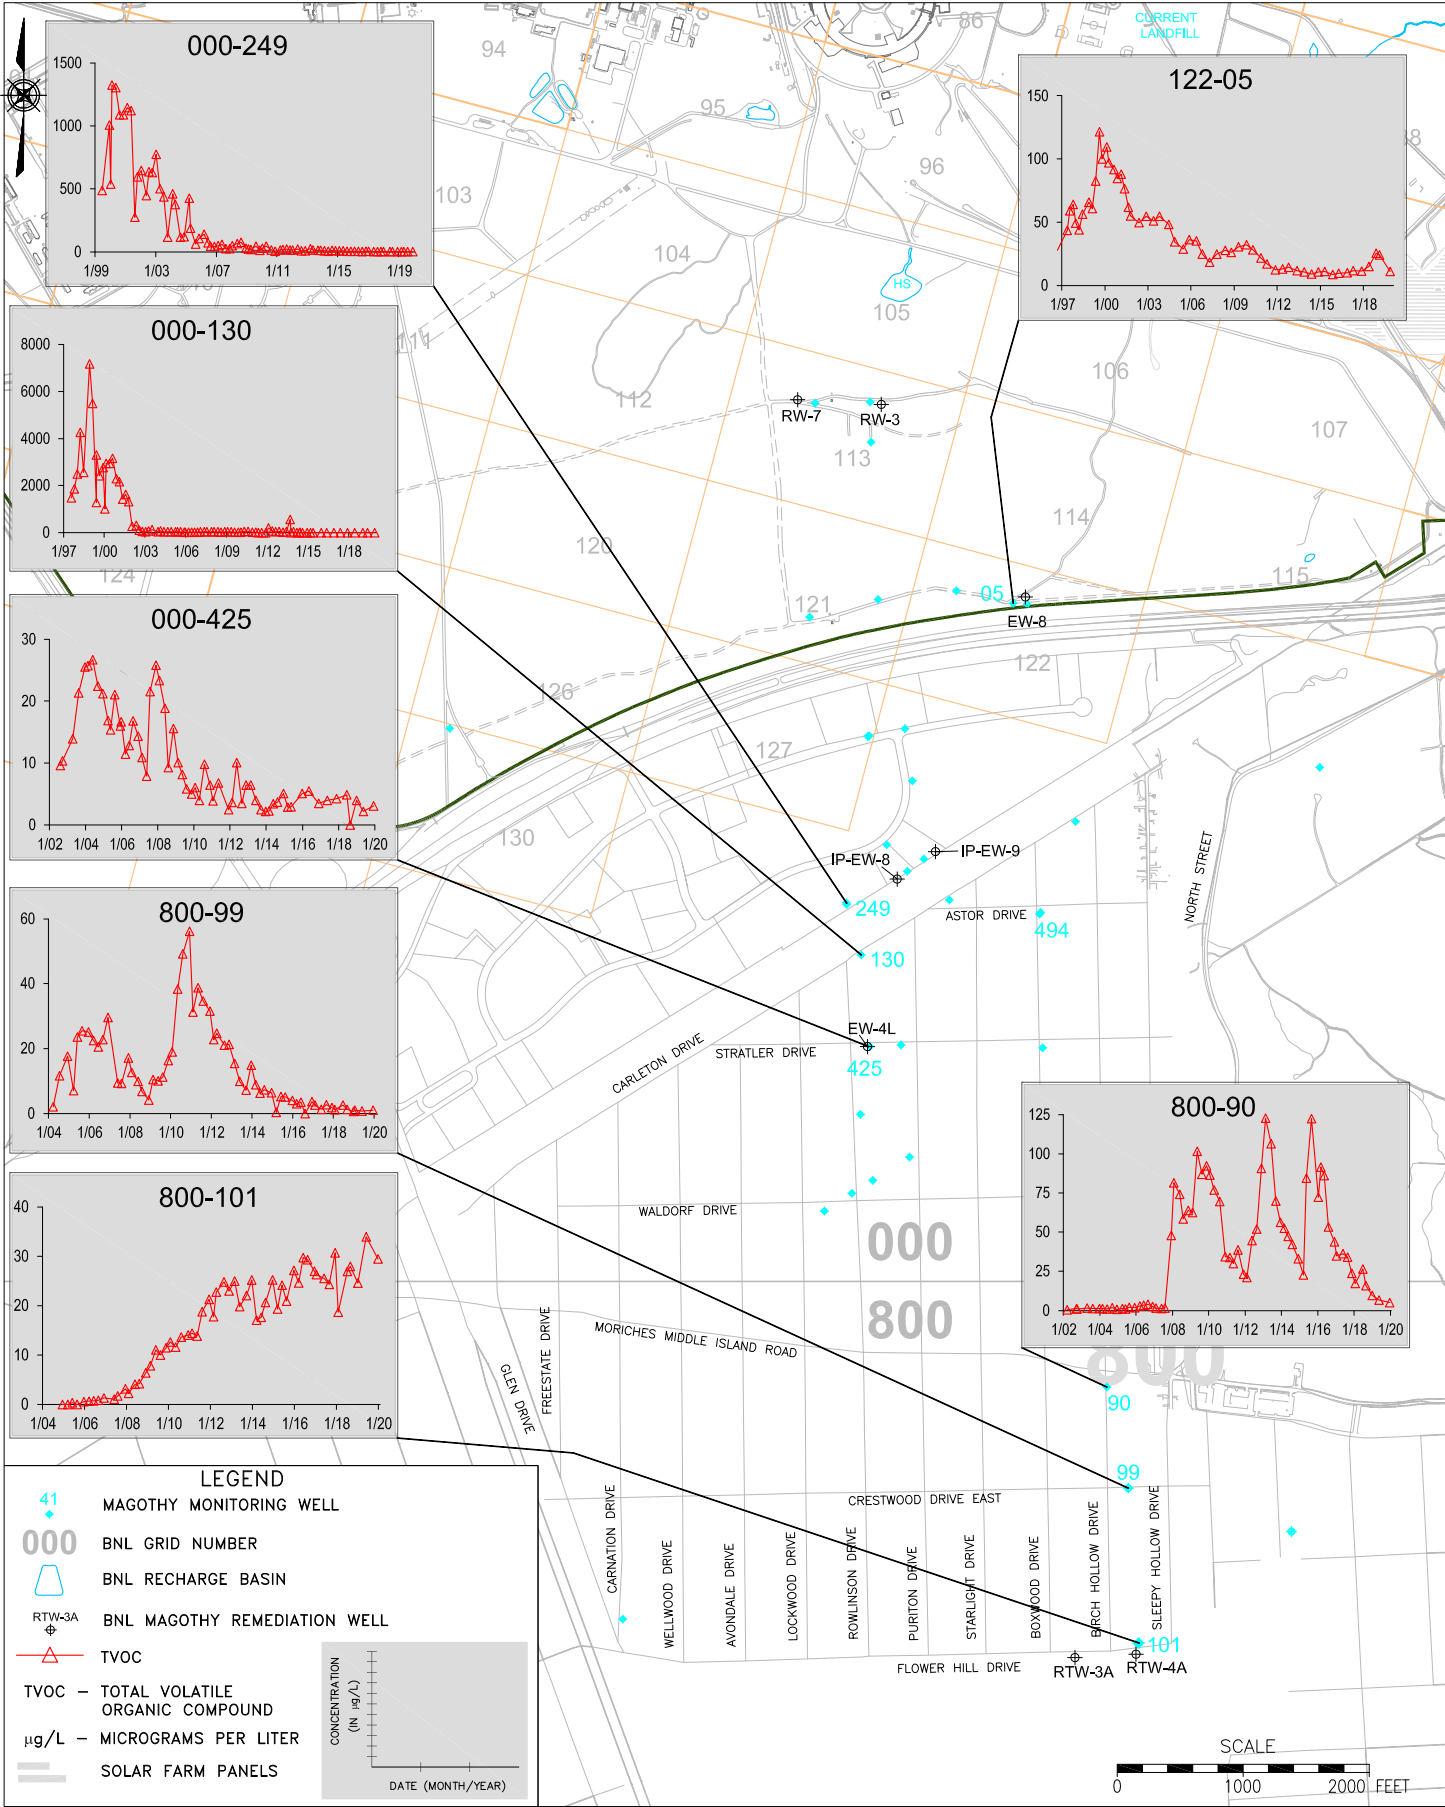 000-249
1500
1000
500
0
1/99
1/03
1/07
1/11
1/15
1/19
000-130
8000
6000
4000
2000
0
1/97
1/00
1/03
1/06
1/09
1/12
1/15
1/18
000-425
30
20
10
0
1/02
1/04
1/06
1/08
1/10
1/12
1/14
1/16
1/18
1/20
800-99
60
40
20
0
1/04
1/06
1/08
1/10
1/12
1/14
1/16
1/18
1/20
800-101
40
30
20
10
0
1/04
1/06
1/08
1/10
1/12
1/14
1/16
1/18
1/20
122-05
150
100
50
0
1/97
1/00
1/03
1/06
1/09
1/12
1/15
1/18
800-90
125
100
75
50
25
0
1/02
1/04
1/06
1/08
1/10
1/12
1/14
1/16
1/18
1/20
CURRENT
LANDFILL
94
86
95
96
103
104
HS
105
106
111
112
RW-7
RW-3
113
107
114
120
124
121
05
EW-8
115
122
126
127
130
IP-EW-8
IP-EW-9
249
130
ASTOR DRIVE
494
NORTH STREET
EW-4L
425
STRATLER DRIVE
CARLETON DRIVE
WALDORF DRIVE
000
800
MORICHES MIDDLE ISLAND ROAD
FREESTATE DRIVE
GLEN DRIVE
800
90
99
CRESTWOOD DRIVE EAST
CARNATION DRIVE
WELLWOOD DRIVE
AVONDALE DRIVE
LOCKWOOD DRIVE
ROWLINSON DRIVE
PURITON DRIVE
STARLIGHT DRIVE
BOXWOOD DRIVE
BIRCH HOLLOW DRIVE
SLEEPY HOLLOW DRIVE
101
FLOWER HILL DRIVE
RTW-3A
RTW-4A
LEGEND
41
MAGOTHY MONITORING WELL
000
BNL GRID NUMBER
BNL RECHARGE BASIN
RTW-3A
BNL MAGOTHY REMEDIATION WELL
TVOC
TVOC – TOTAL VOLATILE
ORGANIC COMPOUND
µg/L – MICROGRAMS PER LITER
SOLAR FARM PANELS
CONCENTRATION
(IN µg/L)
DATE (MONTH/YEAR)
SCALE
0
1000
2000 FEET